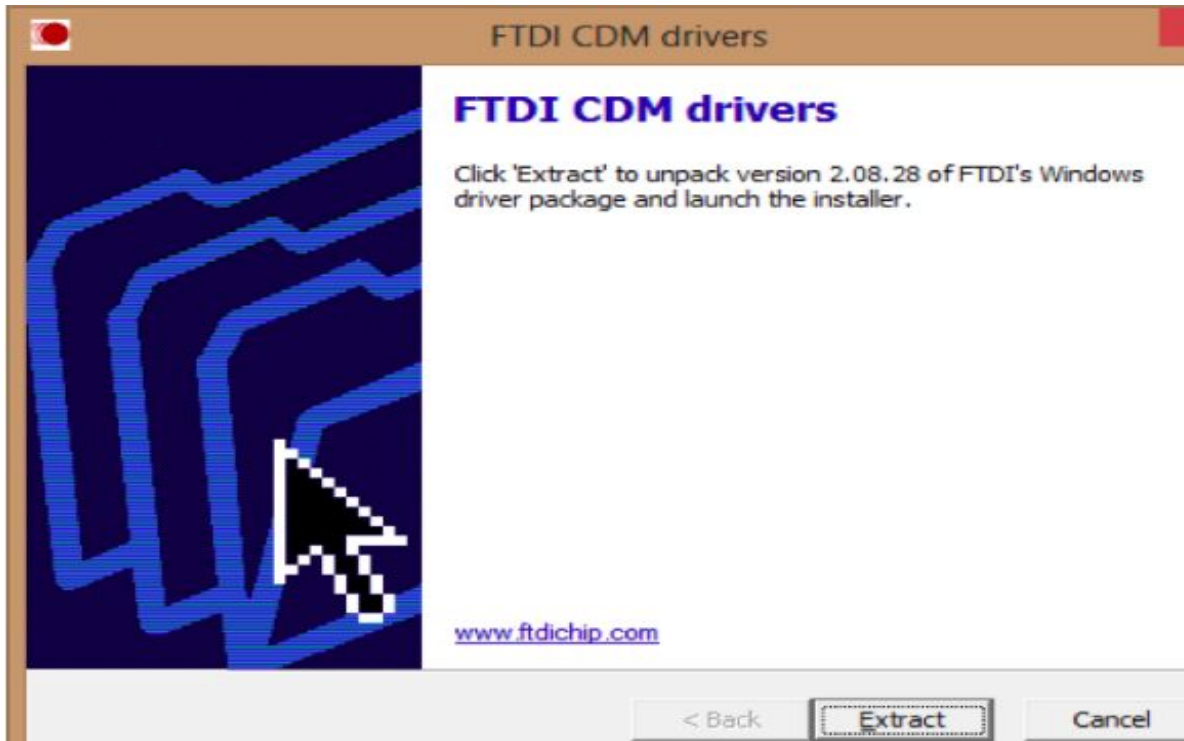 FTDI CDM drivers
FTDI CDM drivers
Click 'Extract' to unpack version 2.08.28 of FTDI's Windows
driver package and launch the installer.
www.ftdichip.com
< Back Extract Cancel